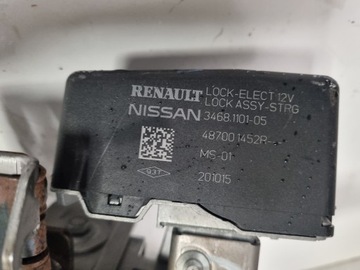 RENAULT LOCK-ELECT 12V
LOCK ASSY-STRG
NISSAN 3468.1101-05
487001452R
MS-01
201015